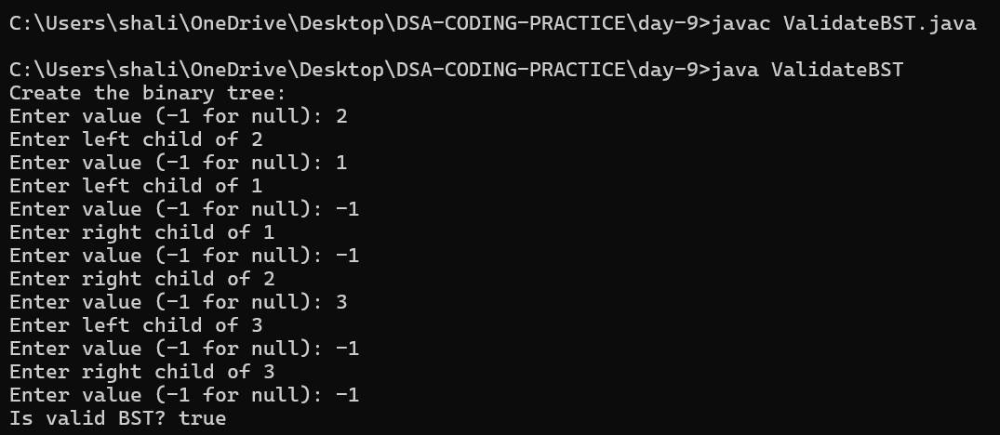 C:\Users\shali\OneDrive\Desktop\DSA-CODING-PRACTICE\day-9>javac ValidateBST.java
C:\Users\shali\OneDrive\Desktop\DSA-CODING-PRACTICE\day-9>java ValidateBST
Create the binary tree:
Enter value (-1 for null): 2
Enter left child of 2
Enter value (-1 for null): 1
Enter left child of 1
Enter value (-1 for null): -1
Enter right child of 1
Enter value (-1 for null): -1
Enter right child of 2
Enter value (-1 for null): 3
Enter left child of 3
Enter value (-1 for null): -1
Enter right child of 3
Enter value (-1 for null): -1
Is valid BST? true